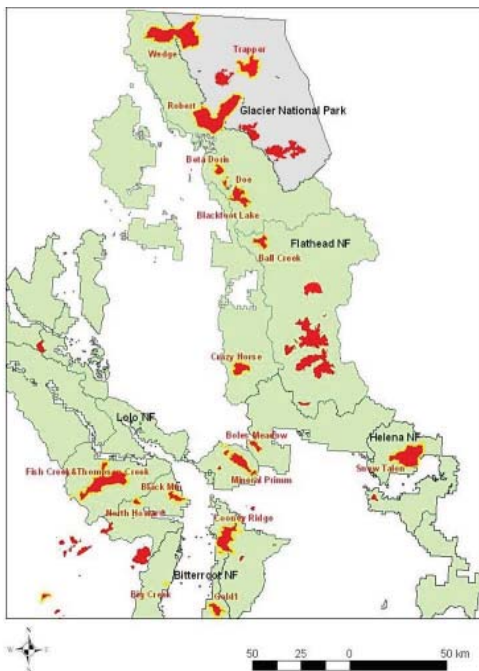 Wedge
Trapper
Robert
Glacier National Park
Beta Doris
Doe
Blackfoot Lake
Flathead NF
Ball Creek
Crazy Horse
Lolo NF
Boles Meadow
Helena NF
Fish Creek&Thompson Creek
Snow Talon
Black Mt
Mineral Primm
North Howard
Cooney Ridge
Bitterroot NF
Big Creek
Gold1
50 25 0 50 km